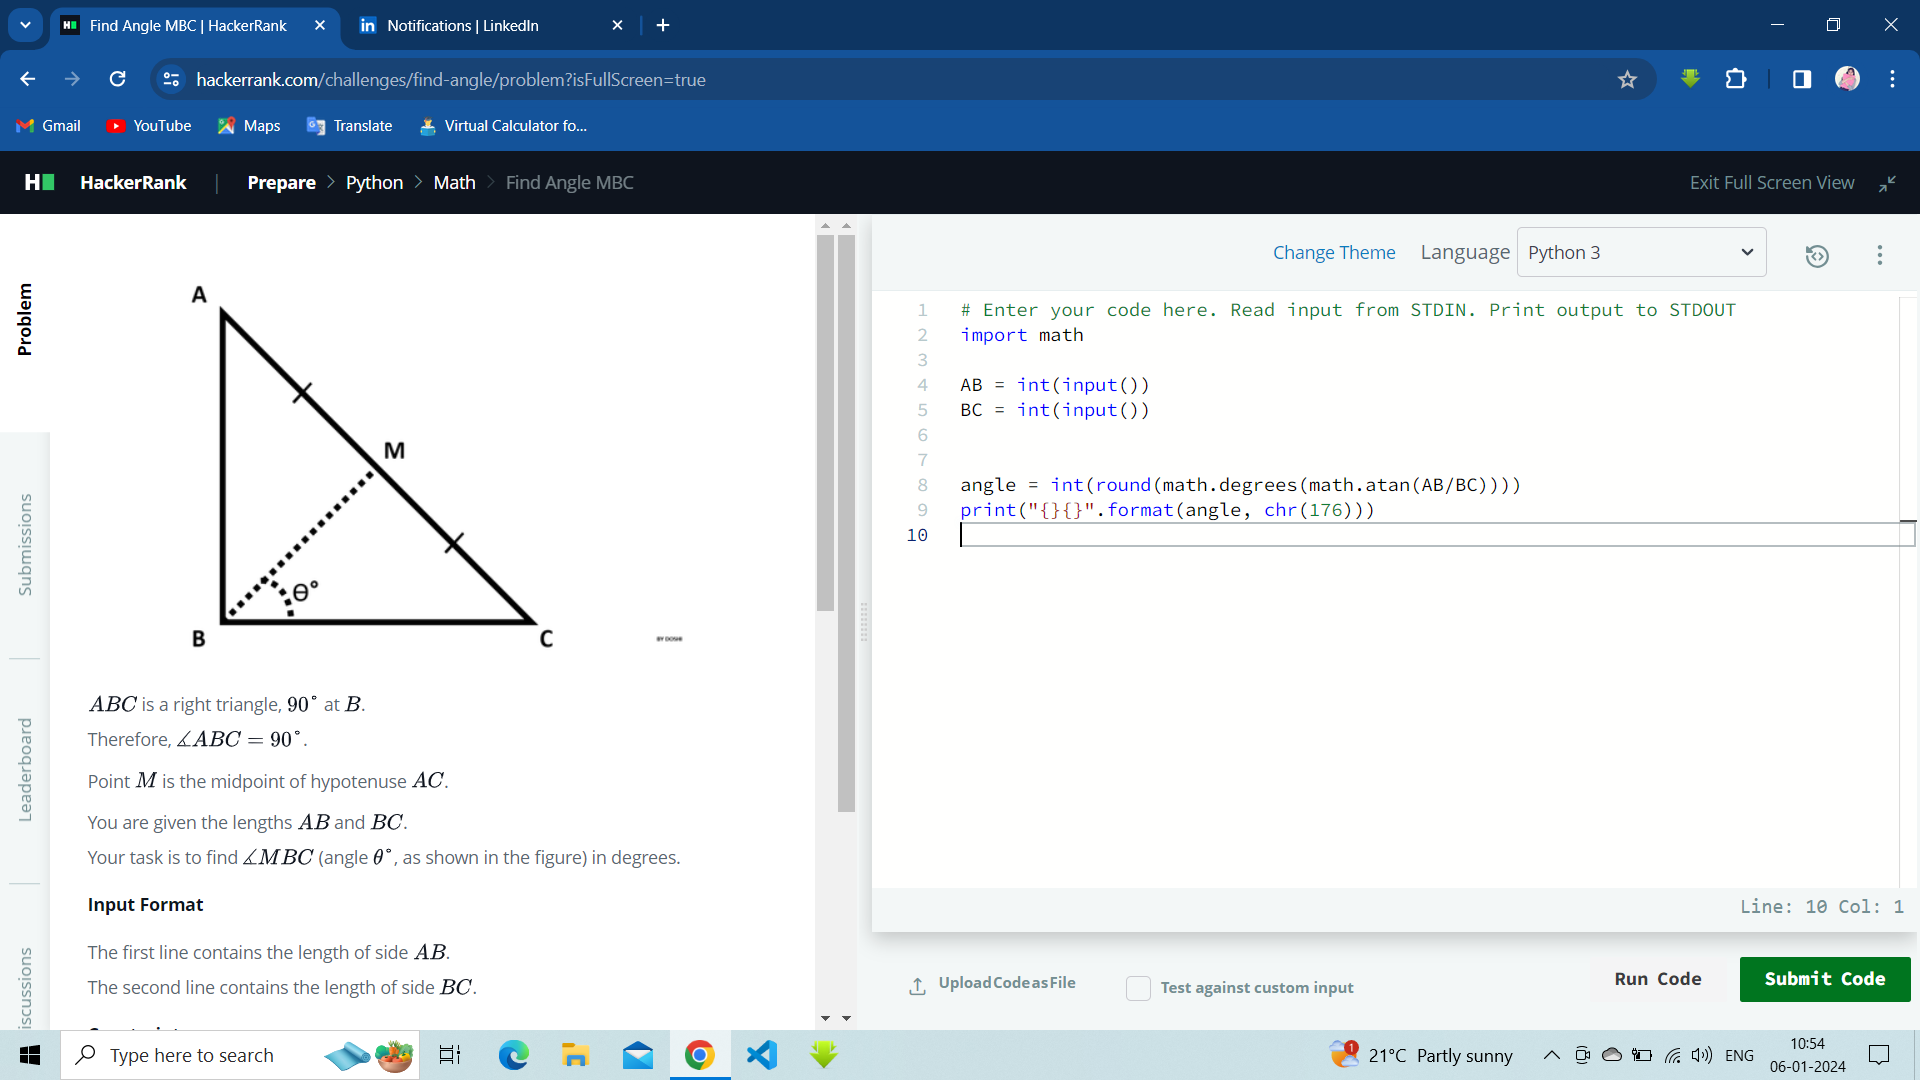 Find Angle MBC | HackerRank
Notifications | LinkedIn
hackerrank.com/challenges/find-angle/problem?isFullScreen=true
Gmail
YouTube
Maps
Translate
Virtual Calculator fo...
HackerRank | Prepare > Python > Math > Find Angle MBC
Exit Full Screen View
Problem
Submissions
Leaderboard
iscussions
A
M
θ°
B
C
BY DOSHI
ABC is a right triangle, 90° at B.
Therefore, ∡ABC = 90°.
Point M is the midpoint of hypotenuse AC.
You are given the lengths AB and BC.
Your task is to find ∡MBC (angle θ°, as shown in the figure) in degrees.
Input Format
The first line contains the length of side AB.
The second line contains the length of side BC.
Change Theme
Language
Python 3
1 # Enter your code here. Read input from STDIN. Print output to STDOUT
2 import math
3
4 AB = int(input())
5 BC = int(input())
6
7
8 angle = int(round(math.degrees(math.atan(AB/BC))))
9 print("{}{}".format(angle, chr(176)))
10
Line: 10 Col: 1
Upload Code as File
Test against custom input
Run Code
Submit Code
Type here to search
1
21°C Partly sunny
ENG
10:54
06-01-2024